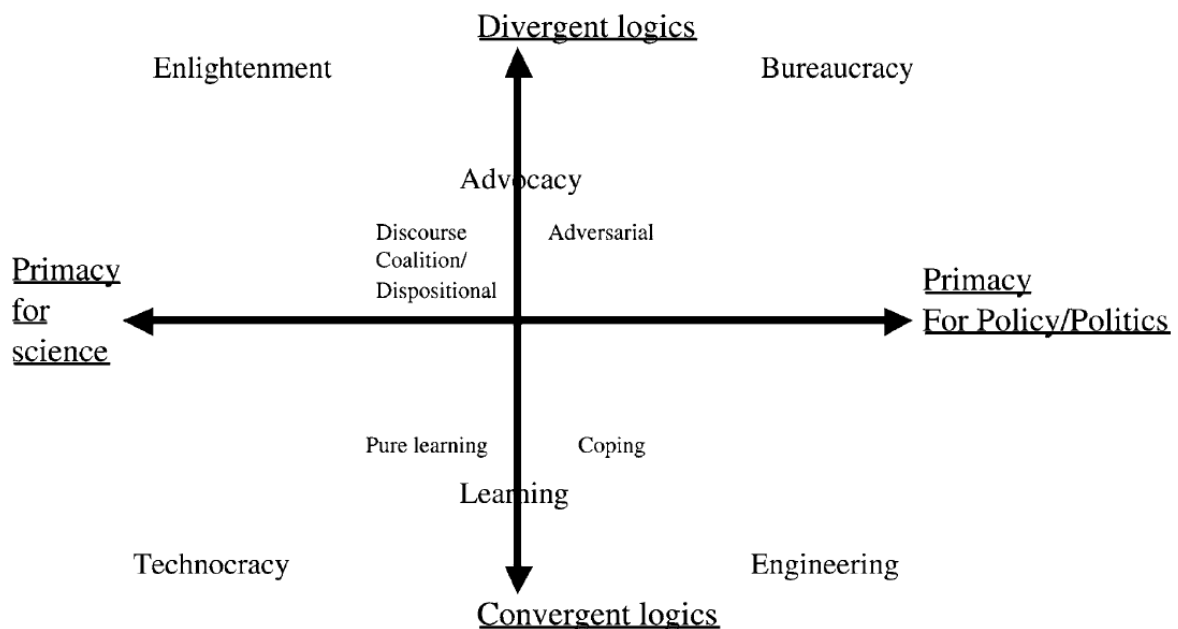 Divergent logics
Enlightenment
Bureaucracy
Advocacy
Discourse
Coalition/
Dispositional
Adversarial
Primacy
for
science
Primacy
For Policy/Politics
Pure learning
Coping
Learning
Technocracy
Engineering
Convergent logics